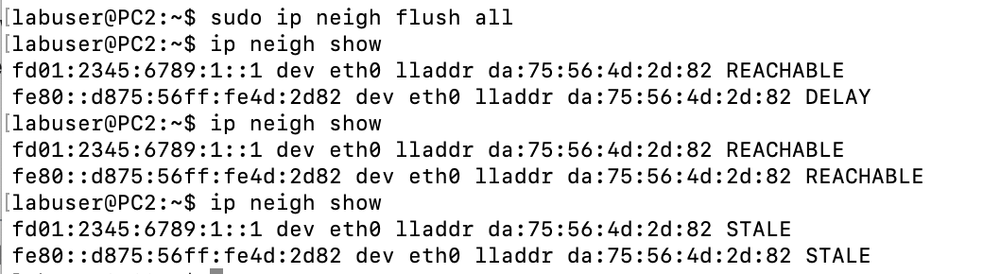 [labuser@PC2:~$ sudo ip neigh flush all
[labuser@PC2:~$ ip neigh show
fd01:2345:6789:1::1 dev eth0 lladdr da:75:56:4d:2d:82 REACHABLE
fe80::d875:56ff:fe4d:2d82 dev eth0 lladdr da:75:56:4d:2d:82 DELAY
[labuser@PC2:~$ ip neigh show
fd01:2345:6789:1::1 dev eth0 lladdr da:75:56:4d:2d:82 REACHABLE
fe80::d875:56ff:fe4d:2d82 dev eth0 lladdr da:75:56:4d:2d:82 REACHABLE
[labuser@PC2:~$ ip neigh show
fd01:2345:6789:1::1 dev eth0 lladdr da:75:56:4d:2d:82 STALE
fe80::d875:56ff:fe4d:2d82 dev eth0 lladdr da:75:56:4d:2d:82 STALE